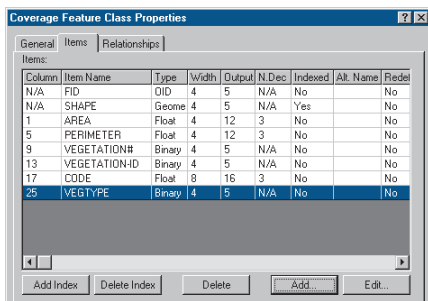 Coverage Feature Class Properties
General Items Relationships
Items:
Column Item Name Type Width Output N.Dec Indexed Alt. Name Redef
N/A FID OID 4 5 N/A No No
N/A SHAPE Geome 4 5 N/A Yes No
1 AREA Float 4 12 3 No No
5 PERIMETER Float 4 12 3 No No
9 VEGETATION# Binary 4 5 N/A No No
13 VEGETATION-ID Binary 4 5 N/A No No
17 CODE Float 8 16 3 No No
25 VEGTYPE Binary 4 5 N/A No No
Add Index Delete Index Delete Add... Edit...